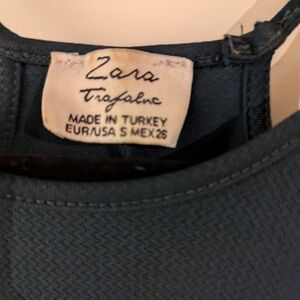 Zara
Trafaluc
MADE IN TURKEY
EUR/USA S MEX 26